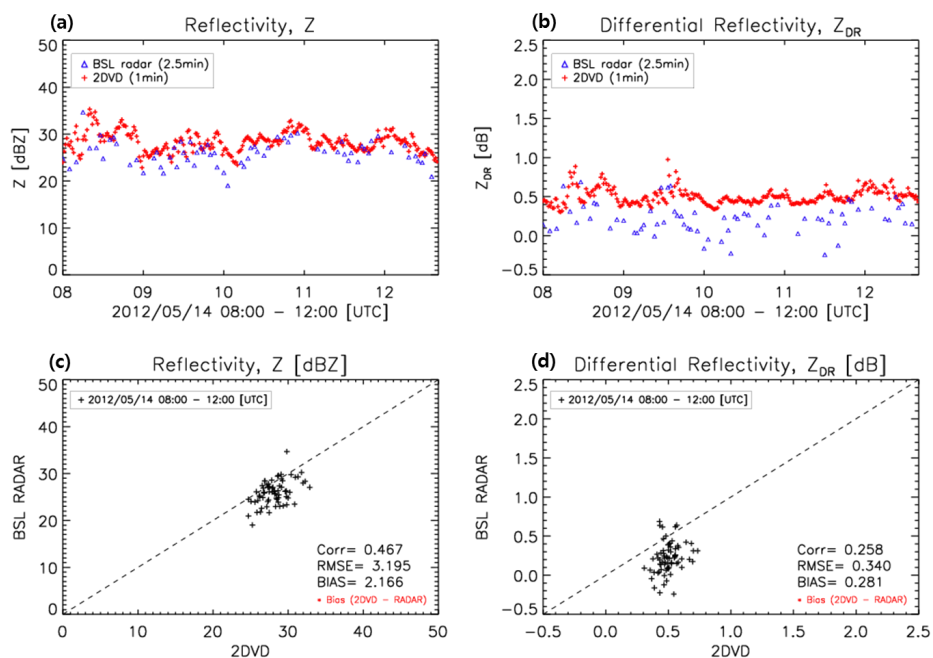 (a) Reflectivity, Z
50
40
30
20
10
0
Z [dBZ]
BSL radar (2.5min)
2DVD (1min)
08 09 10 11 12
2012/05/14 08:00 - 12:00 [UTC]
(b) Differential Reflectivity, ZDR
2.5
2.0
1.5
1.0
0.5
0.0
-0.5
ZDR [dB]
BSL radar (2.5min)
2DVD (1min)
08 09 10 11 12
2012/05/14 08:00 - 12:00 [UTC]
(c) Reflectivity, Z [dBZ]
50
40
30
20
10
0
BSL RADAR
+ 2012/05/14 08:00 - 12:00 [UTC]
Corr= 0.467
RMSE= 3.195
BIAS= 2.166
* Bias (2DVD - RADAR)
0 10 20 30 40 50
2DVD
(d) Differential Reflectivity, ZDR [dB]
2.5
2.0
1.5
1.0
0.5
0.0
-0.5
BSL RADAR
+ 2012/05/14 08:00 - 12:00 [UTC]
Corr= 0.258
RMSE= 0.340
BIAS= 0.281
* Bias (2DVD - RADAR)
-0.5 0.0 0.5 1.0 1.5 2.0 2.5
2DVD